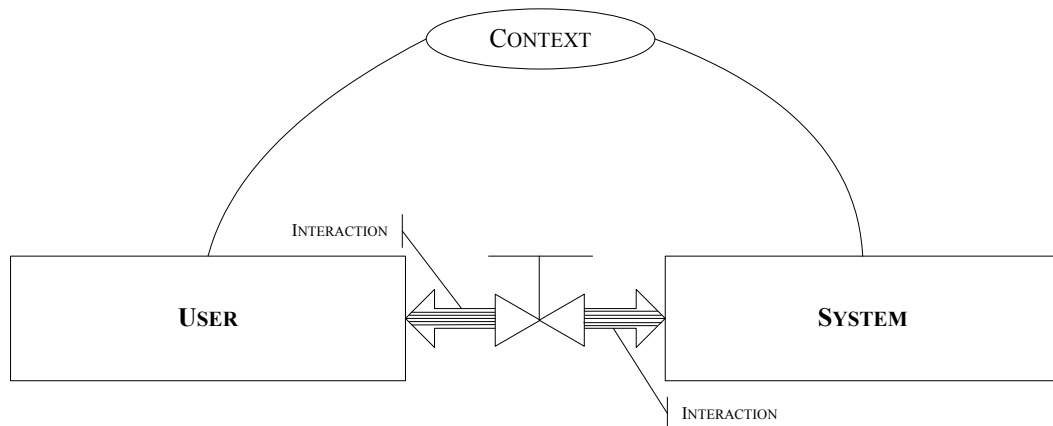 CONTEXT
INTERACTION
USER
SYSTEM
INTERACTION